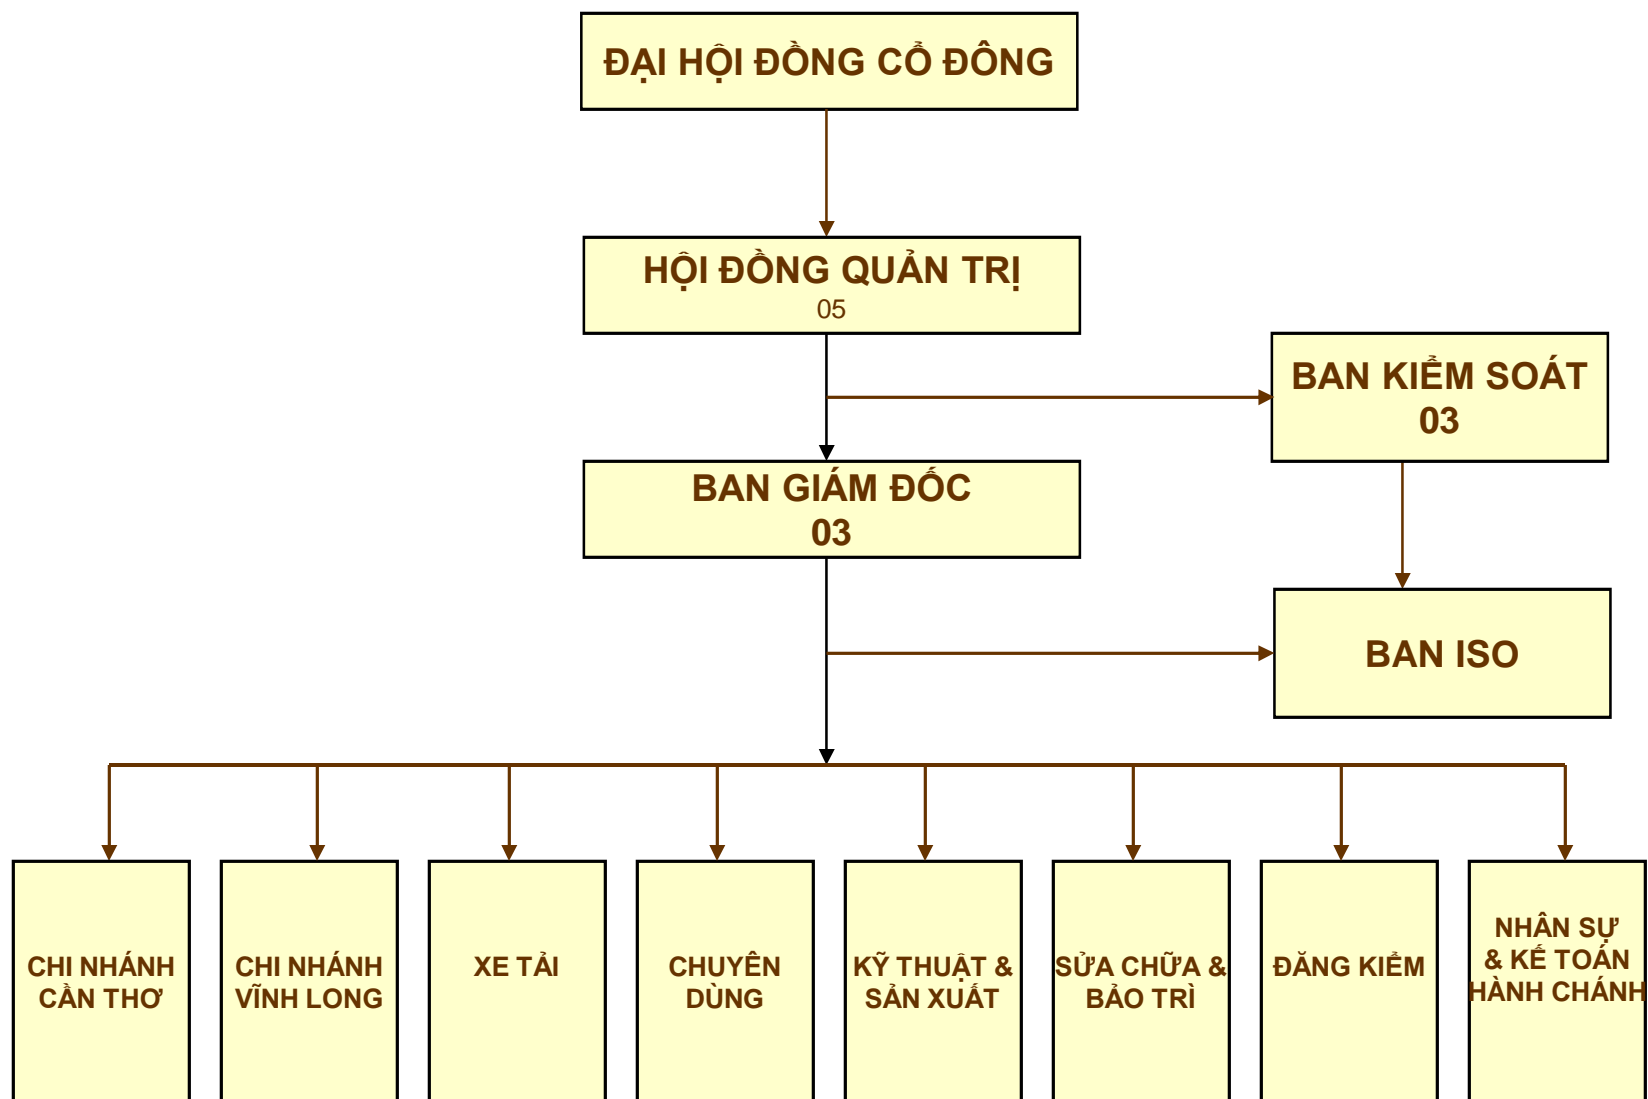 ĐẠI HỘI ĐỒNG CỔ ĐÔNG
HỘI ĐỒNG QUẢN TRỊ
05
BAN KIỂM SOÁT
03
BAN GIÁM ĐỐC
03
BAN ISO
CHI NHÁNH
CẦN THƠ
CHI NHÁNH
VĨNH LONG
XE TẢI
CHUYÊN
DÙNG
KỸ THUẬT &
SẢN XUẤT
SỬA CHỮA &
BẢO TRÌ
ĐĂNG KIỂM
NHÂN SỰ
& KẾ TOÁN
HÀNH CHÁNH